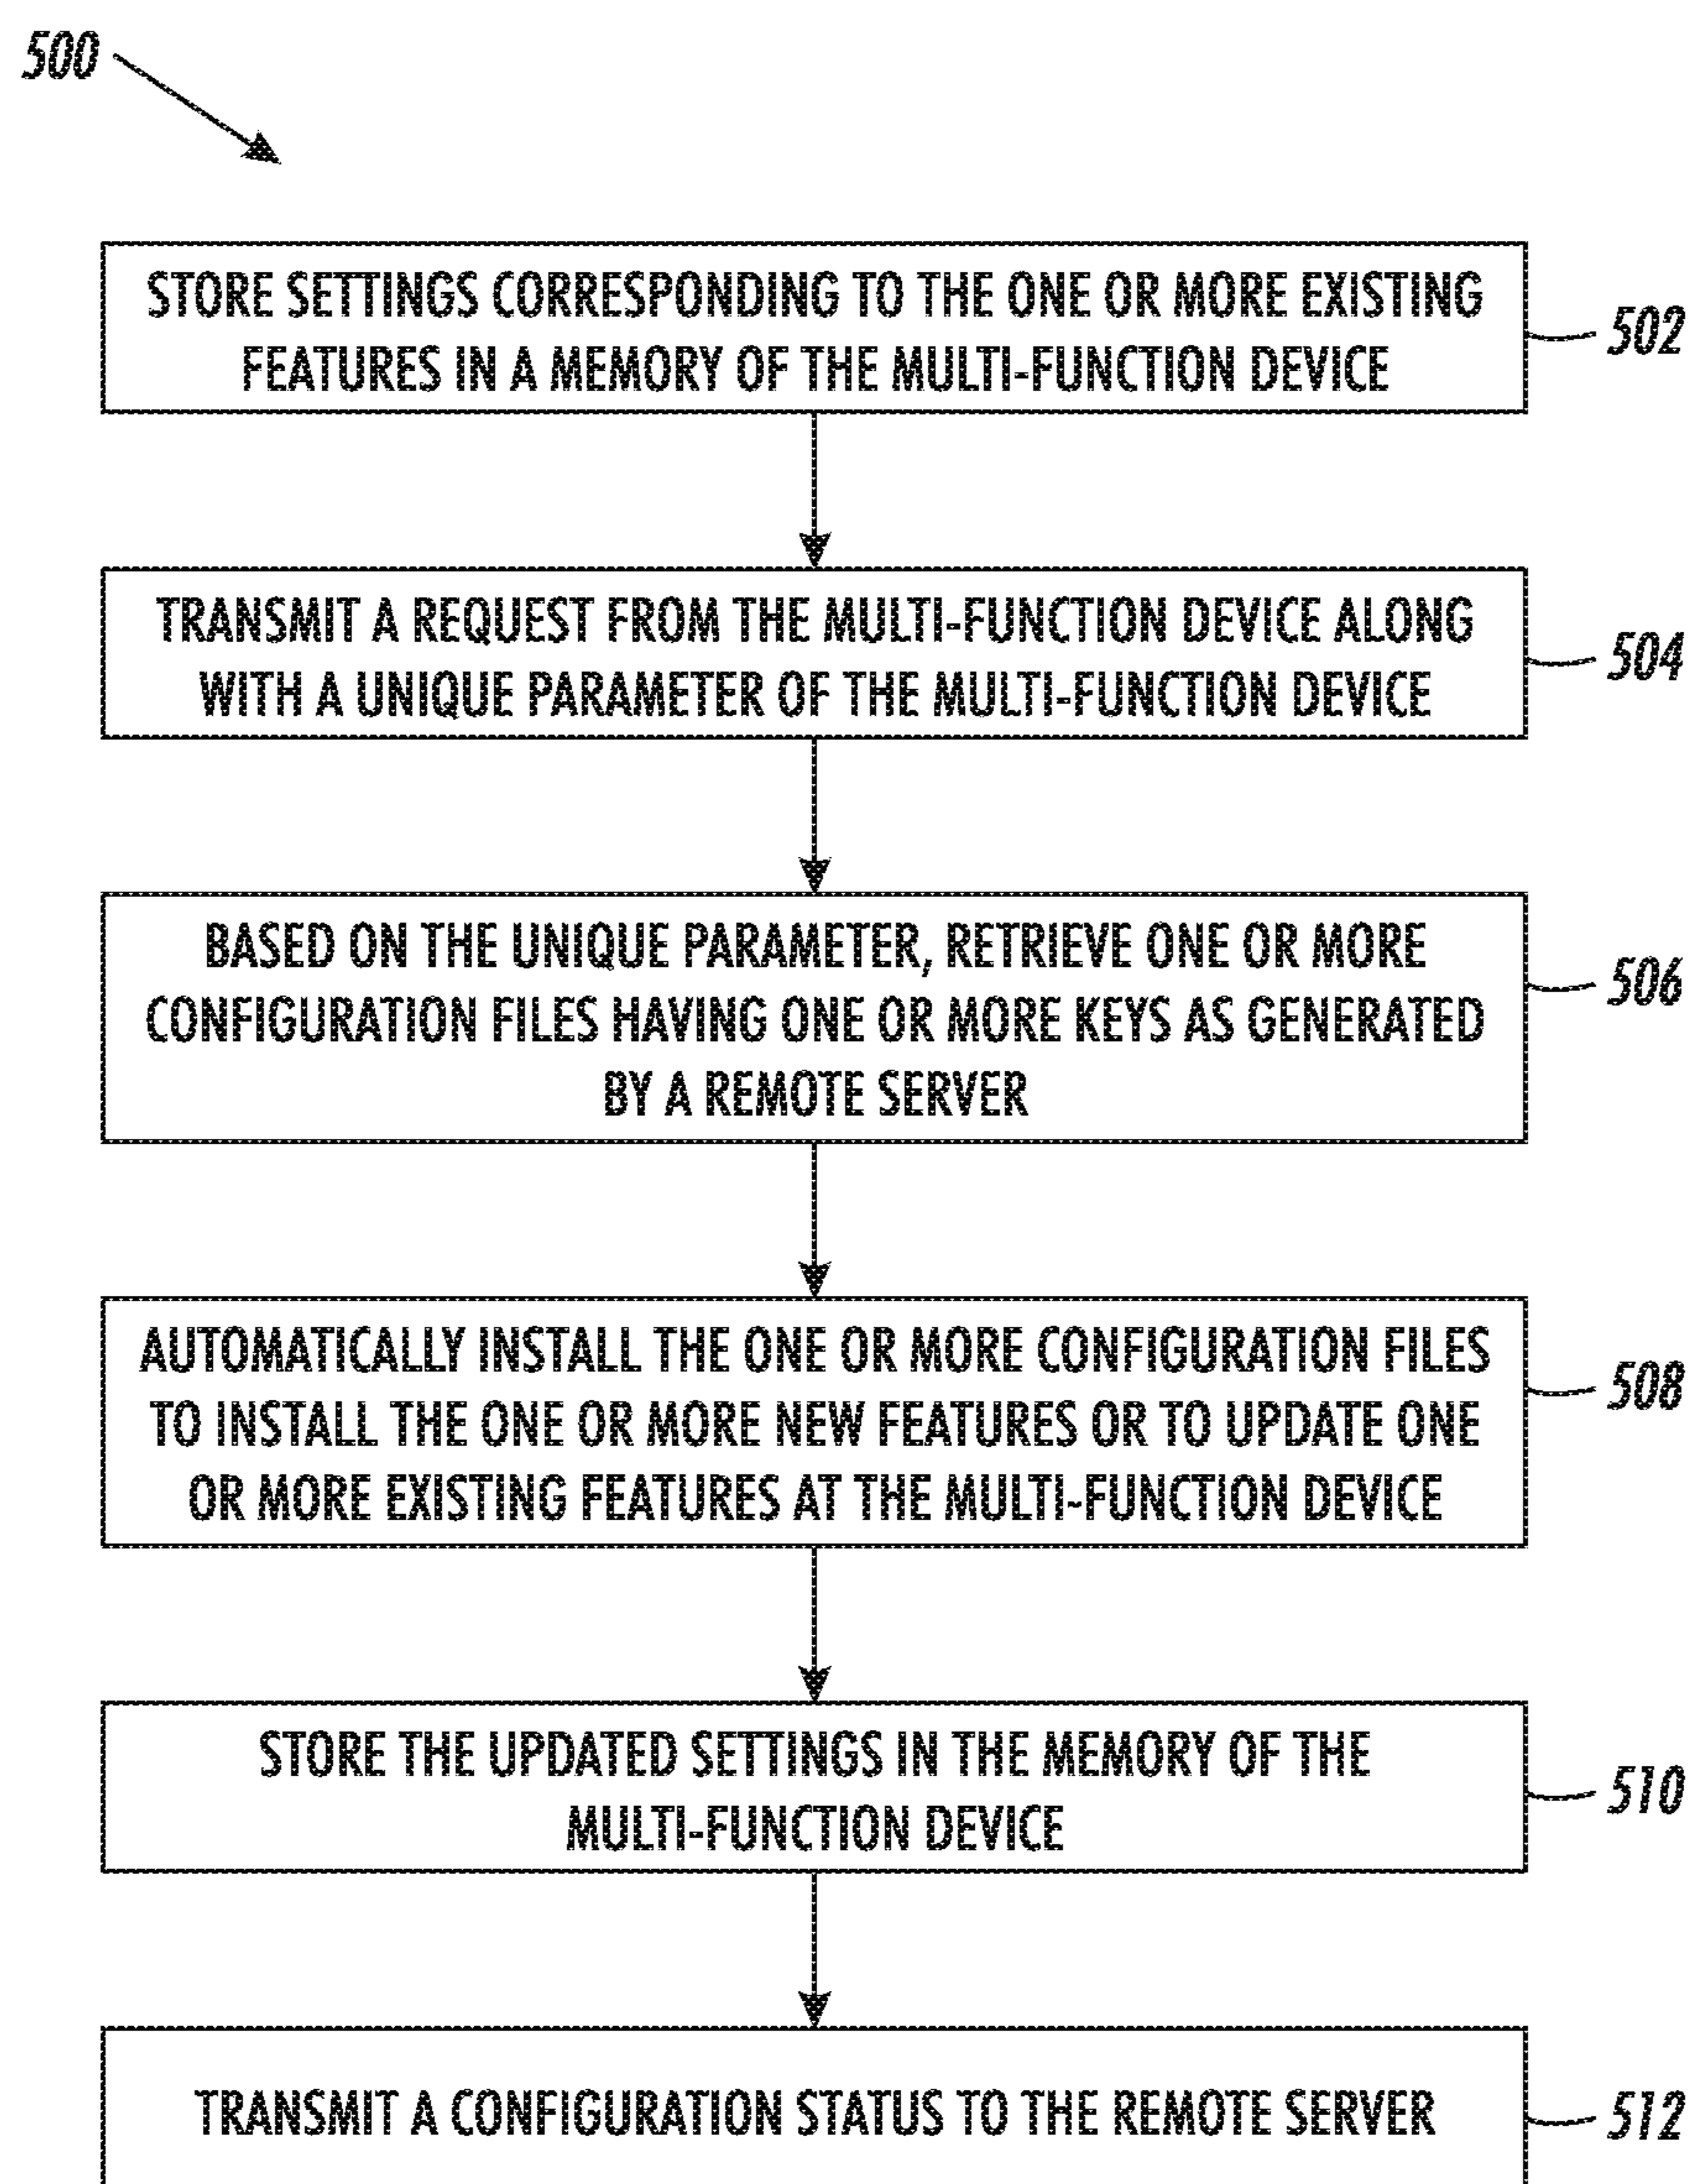 500
STORE SETTINGS CORRESPONDING TO THE ONE OR MORE EXISTING
FEATURES IN A MEMORY OF THE MULTI-FUNCTION DEVICE
502
TRANSMIT A REQUEST FROM THE MULTI-FUNCTION DEVICE ALONG
WITH A UNIQUE PARAMETER OF THE MULTI-FUNCTION DEVICE
504
BASED ON THE UNIQUE PARAMETER, RETRIEVE ONE OR MORE
CONFIGURATION FILES HAVING ONE OR MORE KEYS AS GENERATED
BY A REMOTE SERVER
506
AUTOMATICALLY INSTALL THE ONE OR MORE CONFIGURATION FILES
TO INSTALL THE ONE OR MORE NEW FEATURES OR TO UPDATE ONE
OR MORE EXISTING FEATURES AT THE MULTI-FUNCTION DEVICE
508
STORE THE UPDATED SETTINGS IN THE MEMORY OF THE
MULTI-FUNCTION DEVICE
510
TRANSMIT A CONFIGURATION STATUS TO THE REMOTE SERVER
512